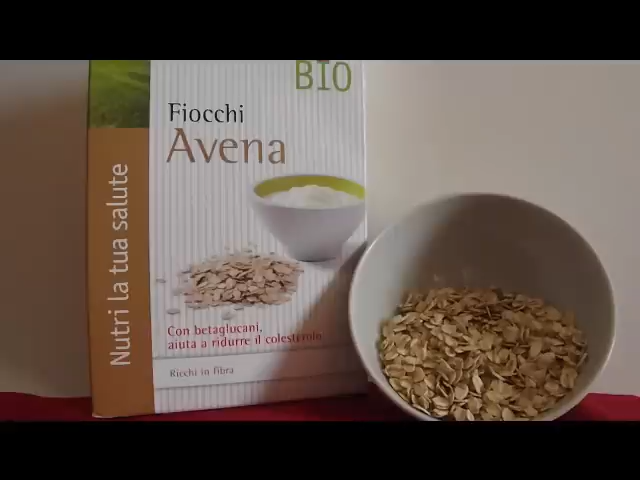 BIO
Fiocchi
Avena
Nutri la tua salute
Con betaglucani,
aiuta a ridurre il colesterolo
Ricchi in fibra